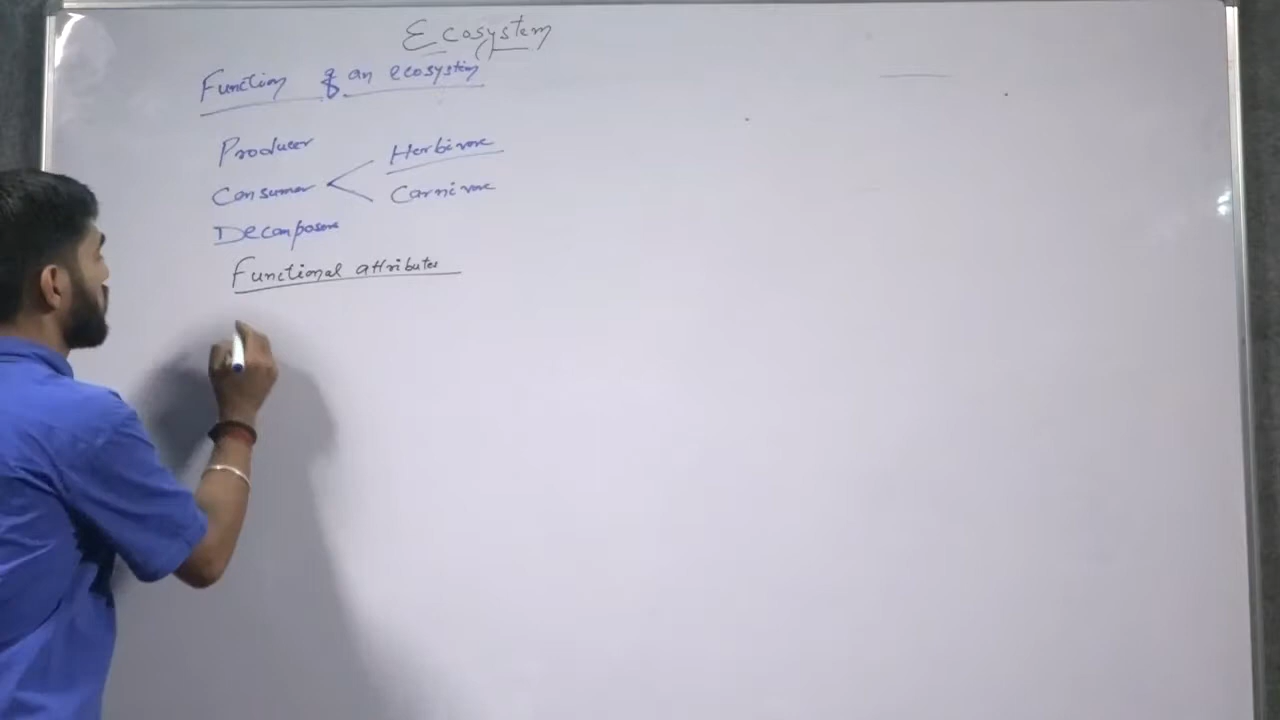 Ecosystem
Function of an ecosystem
Producer
Herbivore
Consumer
Carnivore
Decomposers
Functional attributes